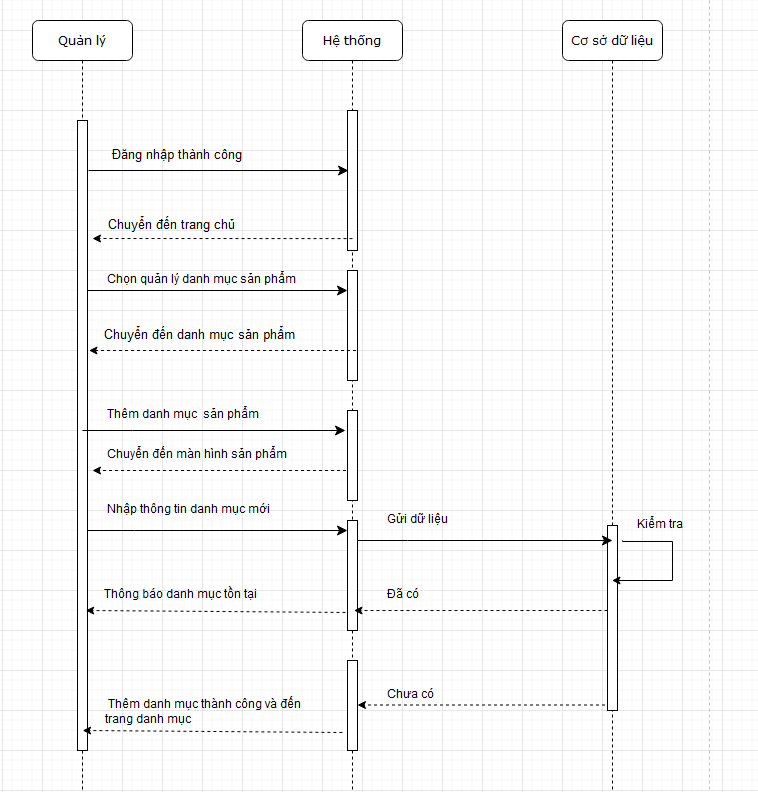 Quản lý
Hệ thống
Cơ sở dữ liệu
Đăng nhập thành công
Chuyển đến trang chủ
Chọn quản lý danh mục sản phẩm
Chuyển đến danh mục sản phẩm
Thêm danh mục sản phẩm
Chuyển đến màn hình sản phẩm
Nhập thông tin danh mục mới
Gửi dữ liệu
Kiểm tra
Thông báo danh mục tồn tại
Đã có
Chưa có
Thêm danh mục thành công và đến
trang danh mục